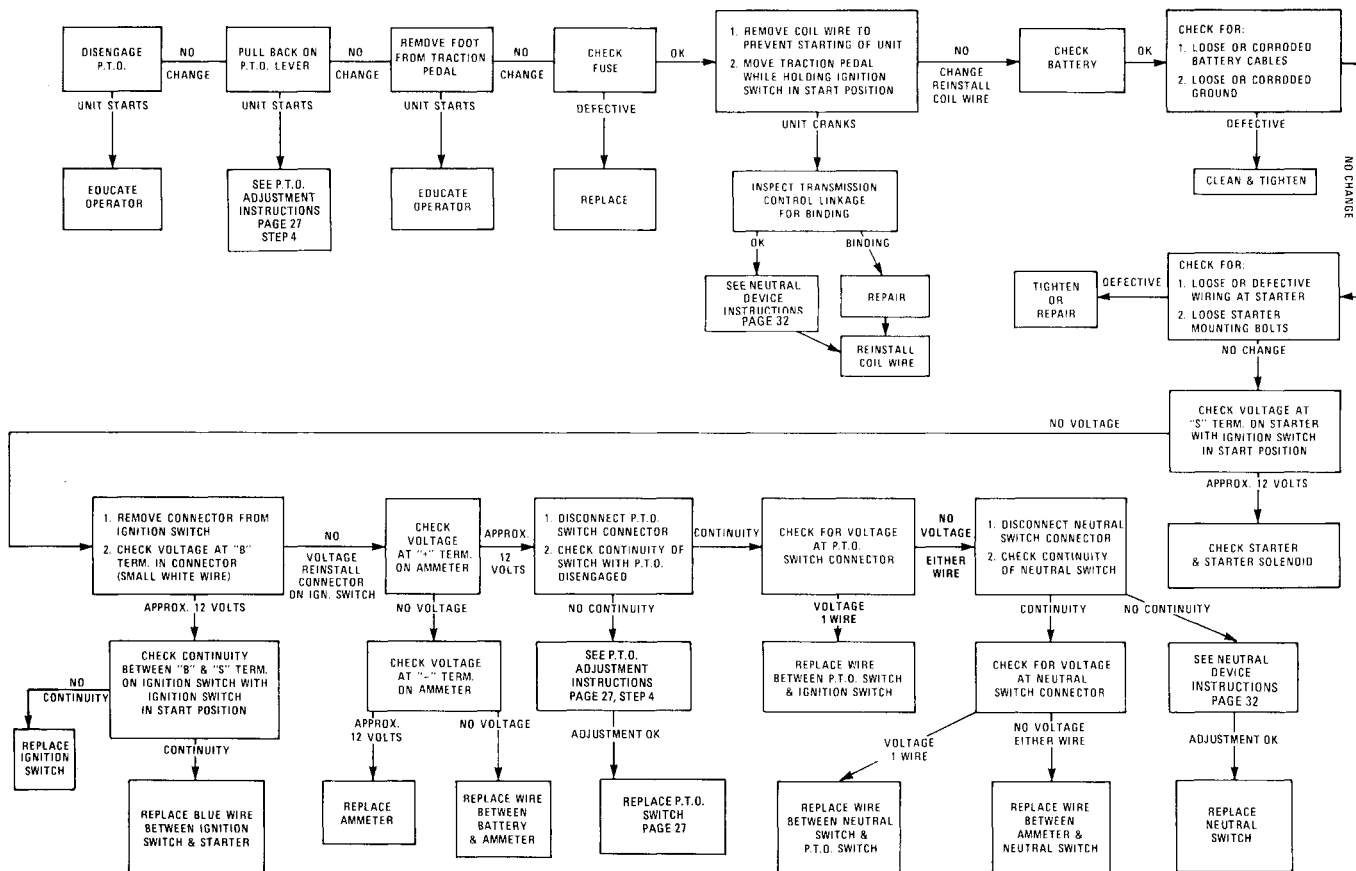 DISENGAGE
P.T.O.
NO
CHANGE
PULL BACK ON
P.T.O. LEVER
NO
CHANGE
REMOVE FOOT
FROM TRACTION
PEDAL
NO
CHANGE
CHECK
FUSE
OK
1. REMOVE COIL WIRE TO
PREVENT STARTING OF UNIT
2. MOVE TRACTION PEDAL
WHILE HOLDING IGNITION
SWITCH IN START POSITION
NO
CHANGE
REINSTALL
COIL WIRE
CHECK
BATTERY
OK
CHECK FOR:
1. LOOSE OR CORRODED
BATTERY CABLES
2. LOOSE OR CORRODED
GROUND
UNIT STARTS
UNIT STARTS
UNIT STARTS
DEFECTIVE
UNIT CRANKS
DEFECTIVE
NO CHANGE
EDUCATE
OPERATOR
SEE P.T.O.
ADJUSTMENT
INSTRUCTIONS
PAGE 27
STEP 4
EDUCATE
OPERATOR
REPLACE
INSPECT TRANSMISSION
CONTROL LINKAGE
FOR BINDING
CLEAN & TIGHTEN
OK
BINDING
SEE NEUTRAL
DEVICE
INSTRUCTIONS
PAGE 32
REPAIR
REINSTALL
COIL WIRE
TIGHTEN
OR
REPAIR
DEFECTIVE
CHECK FOR:
1. LOOSE OR DEFECTIVE
WIRING AT STARTER
2. LOOSE STARTER
MOUNTING BOLTS
NO CHANGE
NO VOLTAGE
CHECK VOLTAGE AT
"S" TERM. ON STARTER
WITH IGNITION SWITCH
IN START POSITION
APPROX. 12 VOLTS
CHECK STARTER
& STARTER SOLENOID
1. REMOVE CONNECTOR FROM
IGNITION SWITCH
2. CHECK VOLTAGE AT "B"
TERM. IN CONNECTOR
(SMALL WHITE WIRE)
NO
VOLTAGE
REINSTALL
CONNECTOR
ON IGN. SWITCH
CHECK
VOLTAGE
AT "+" TERM.
ON AMMETER
APPROX.
12
VOLTS
1. DISCONNECT P.T.O.
SWITCH CONNECTOR
2. CHECK CONTINUITY OF
SWITCH WITH P.T.O.
DISENGAGED
CONTINUITY
CHECK FOR VOLTAGE
AT P.T.O.
SWITCH CONNECTOR
NO
VOLTAGE
EITHER
WIRE
1. DISCONNECT NEUTRAL
SWITCH CONNECTOR
2. CHECK CONTINUITY
OF NEUTRAL SWITCH
APPROX. 12 VOLTS
NO VOLTAGE
NO CONTINUITY
VOLTAGE
1 WIRE
CONTINUITY
NO CONTINUITY
CHECK CONTINUITY
BETWEEN "B" & "S" TERM.
ON IGNITION SWITCH WITH
IGNITION SWITCH
IN START POSITION
NO
CONTINUITY
CHECK VOLTAGE
AT "–" TERM.
ON AMMETER
SEE P.T.O.
ADJUSTMENT
INSTRUCTIONS
PAGE 27, STEP 4
REPLACE WIRE
BETWEEN P.T.O. SWITCH
& IGNITION SWITCH
CHECK FOR VOLTAGE
AT NEUTRAL
SWITCH CONNECTOR
SEE NEUTRAL
DEVICE
INSTRUCTIONS
PAGE 32
REPLACE
IGNITION
SWITCH
CONTINUITY
APPROX.
12 VOLTS
NO VOLTAGE
ADJUSTMENT OK
VOLTAGE
1 WIRE
NO VOLTAGE
EITHER WIRE
ADJUSTMENT OK
REPLACE BLUE WIRE
BETWEEN IGNITION
SWITCH & STARTER
REPLACE
AMMETER
REPLACE WIRE
BETWEEN
BATTERY
& AMMETER
REPLACE P.T.O.
SWITCH
PAGE 27
REPLACE WIRE
BETWEEN NEUTRAL
SWITCH &
P.T.O. SWITCH
REPLACE WIRE
BETWEEN
AMMETER &
NEUTRAL SWITCH
REPLACE
NEUTRAL
SWITCH